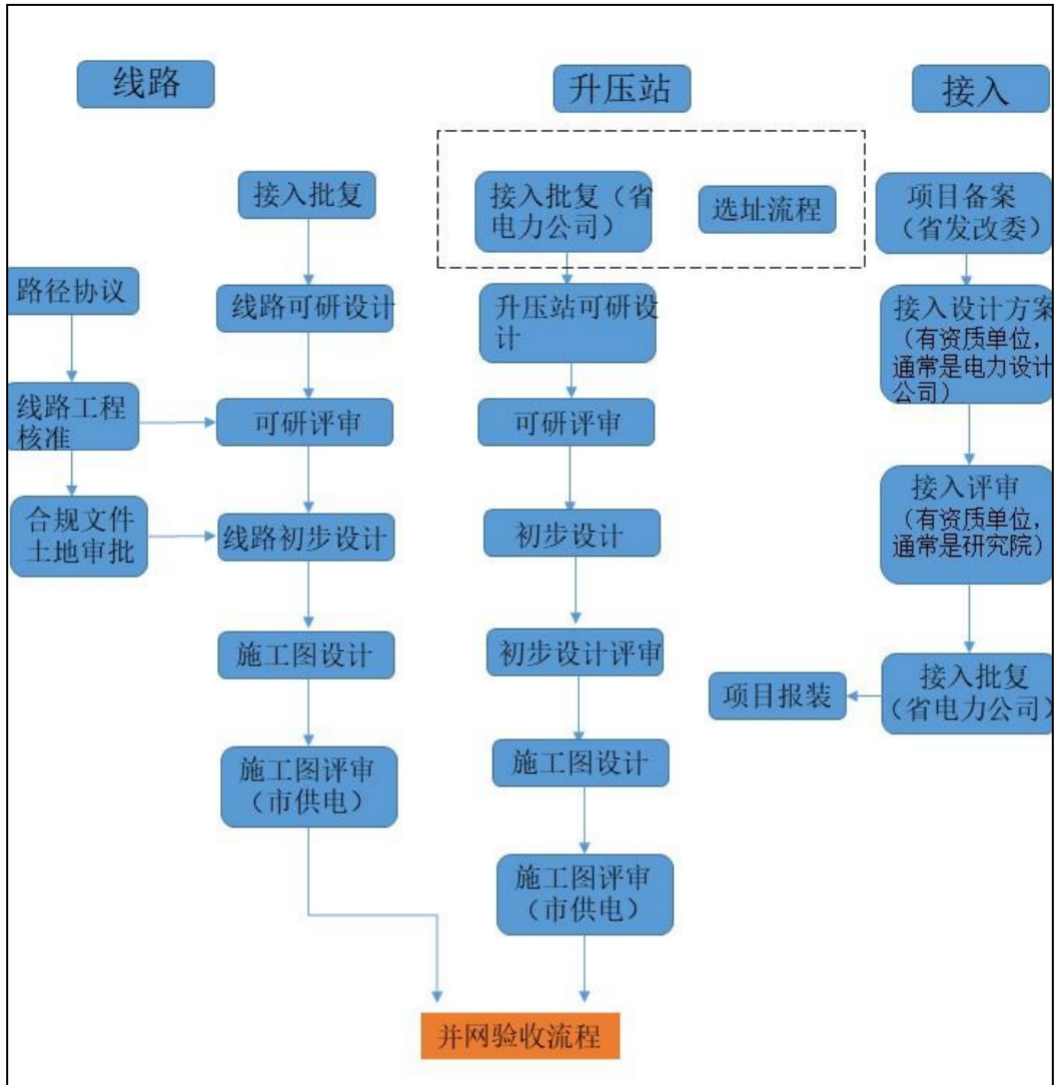 线路
升压站
接入
接入批复
路径协议
线路可研设计
线路工程
核准
可研评审
合规文件
土地审批
线路初步设计
施工图设计
施工图评审
（市供电）
接入批复（省
电力公司）
选址流程
升压站可研设
计
可研评审
初步设计
初步设计评审
施工图设计
施工图评审
（市供电）
项目备案
（省发改委）
接入设计方案
（有资质单位，
通常是电力设计
公司）
接入评审
（有资质单位，
通常是研究院）
接入批复
（省电力公司）
项目报装
并网验收流程